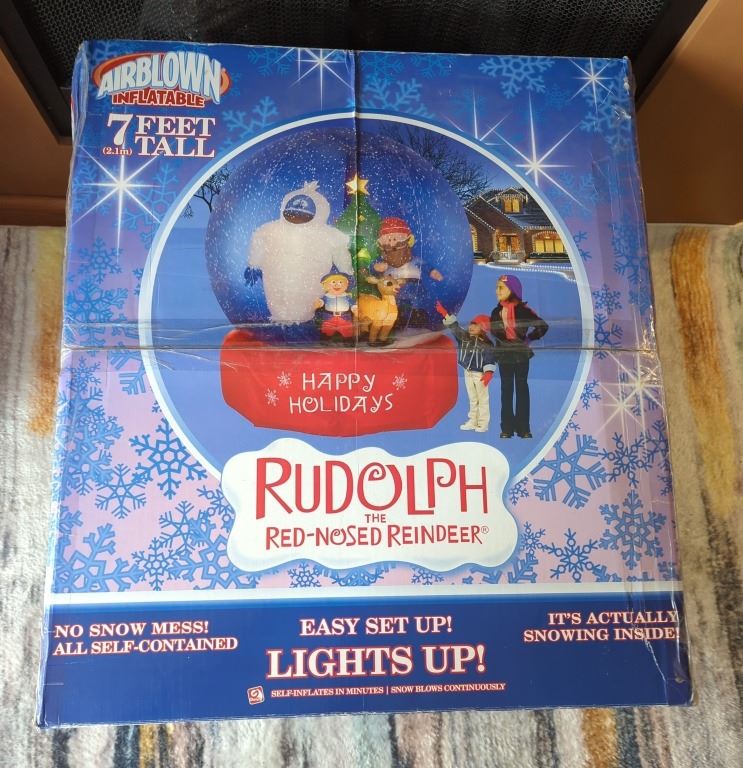 AIRBLOWN
INFLATABLE
7 FEET
(2.1m) TALL
HAPPY
HOLIDAYS
RUDOLPH
THE
RED-NOSED REINDEER®
NO SNOW MESS!
ALL SELF-CONTAINED
EASY SET UP!
LIGHTS UP!
SELF-INFLATES IN MINUTES | SNOW BLOWS CONTINUOUSLY
IT'S ACTUALLY
SNOWING INSIDE!